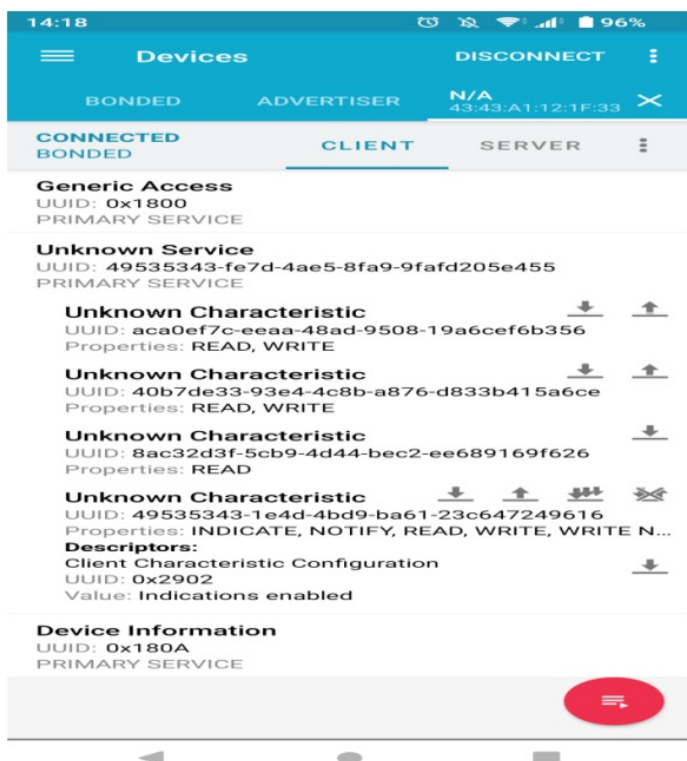 14:18 96%
Devices DISCONNECT
BONDED ADVERTISER N/A
43:43:A1:12:1F:33
CONNECTED
BONDED CLIENT SERVER
Generic Access
UUID: 0x1800
PRIMARY SERVICE
Unknown Service
UUID: 49535343-fe7d-4ae5-8fa9-9fafd205e455
PRIMARY SERVICE
Unknown Characteristic
UUID: aca0ef7c-eeaa-48ad-9508-19a6cef6b356
Properties: READ, WRITE
Unknown Characteristic
UUID: 40b7de33-93e4-4c8b-a876-d833b415a6ce
Properties: READ, WRITE
Unknown Characteristic
UUID: 8ac32d3f-5cb9-4d44-bec2-ee689169f626
Properties: READ
Unknown Characteristic
UUID: 49535343-1e4d-4bd9-ba61-23c647249616
Properties: INDICATE, NOTIFY, READ, WRITE, WRITE N...
Descriptors:
Client Characteristic Configuration
UUID: 0x2902
Value: Indications enabled
Device Information
UUID: 0x180A
PRIMARY SERVICE